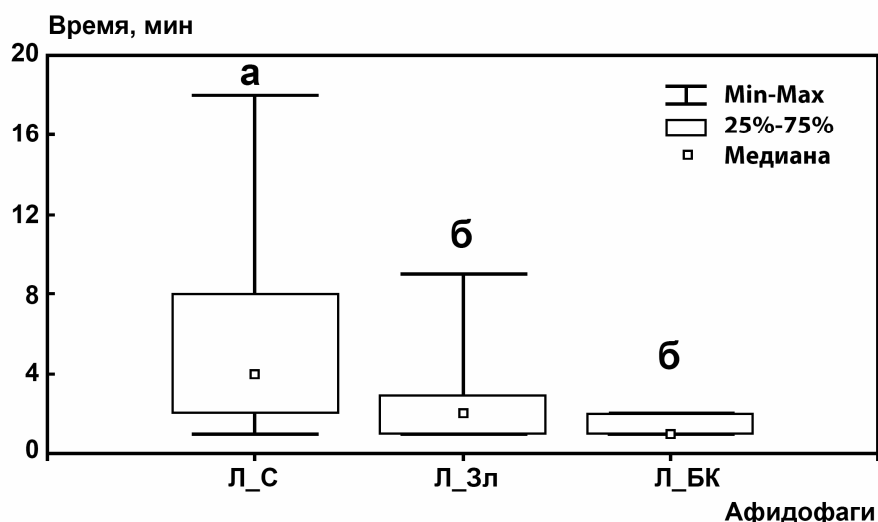 Время, мин
20
16
12
8
4
0
а
б
б
Min-Max
25%-75%
Медиана
Л_С Л_Зл Л_БК
Афидофаги